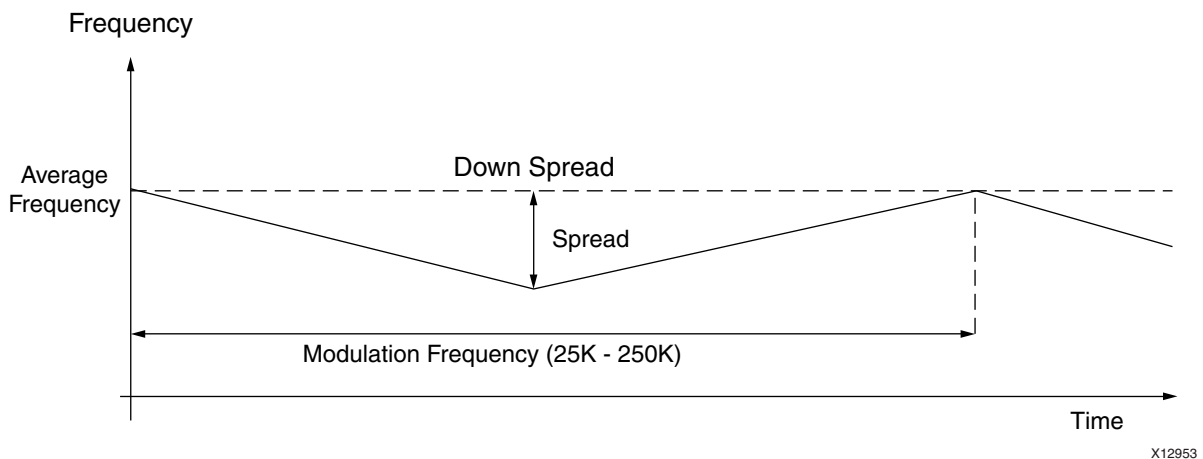 Frequency
Average
Frequency
Down Spread
Spread
Modulation Frequency (25K - 250K)
Time
X12953